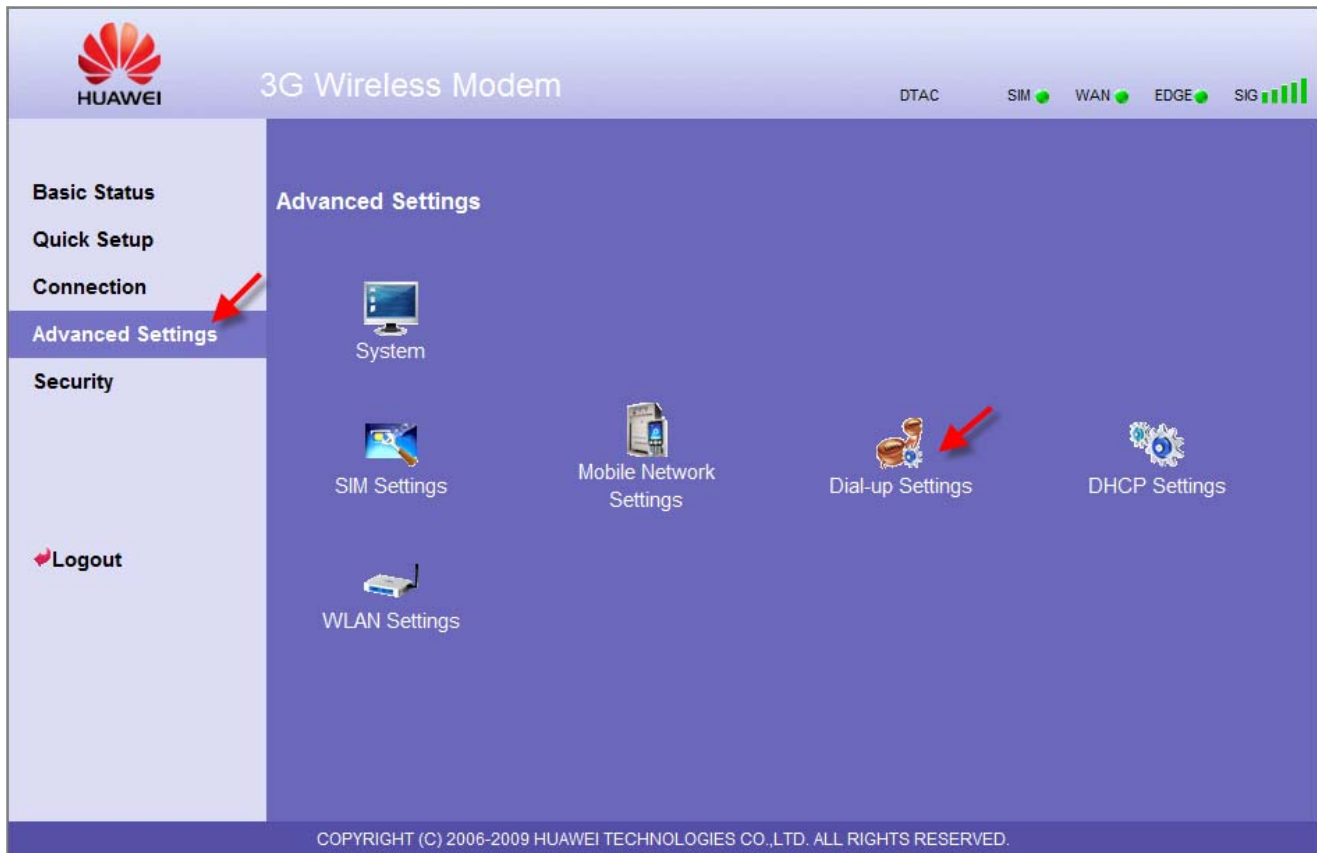 HUAWEI
3G Wireless Modem
DTAC
SIM
WAN
EDGE
SIG
Basic Status
Quick Setup
Connection
Advanced Settings
Security
Logout
Advanced Settings
System
SIM Settings
Mobile Network
Settings
Dial-up Settings
DHCP Settings
WLAN Settings
COPYRIGHT (C) 2006-2009 HUAWEI TECHNOLOGIES CO.,LTD. ALL RIGHTS RESERVED.